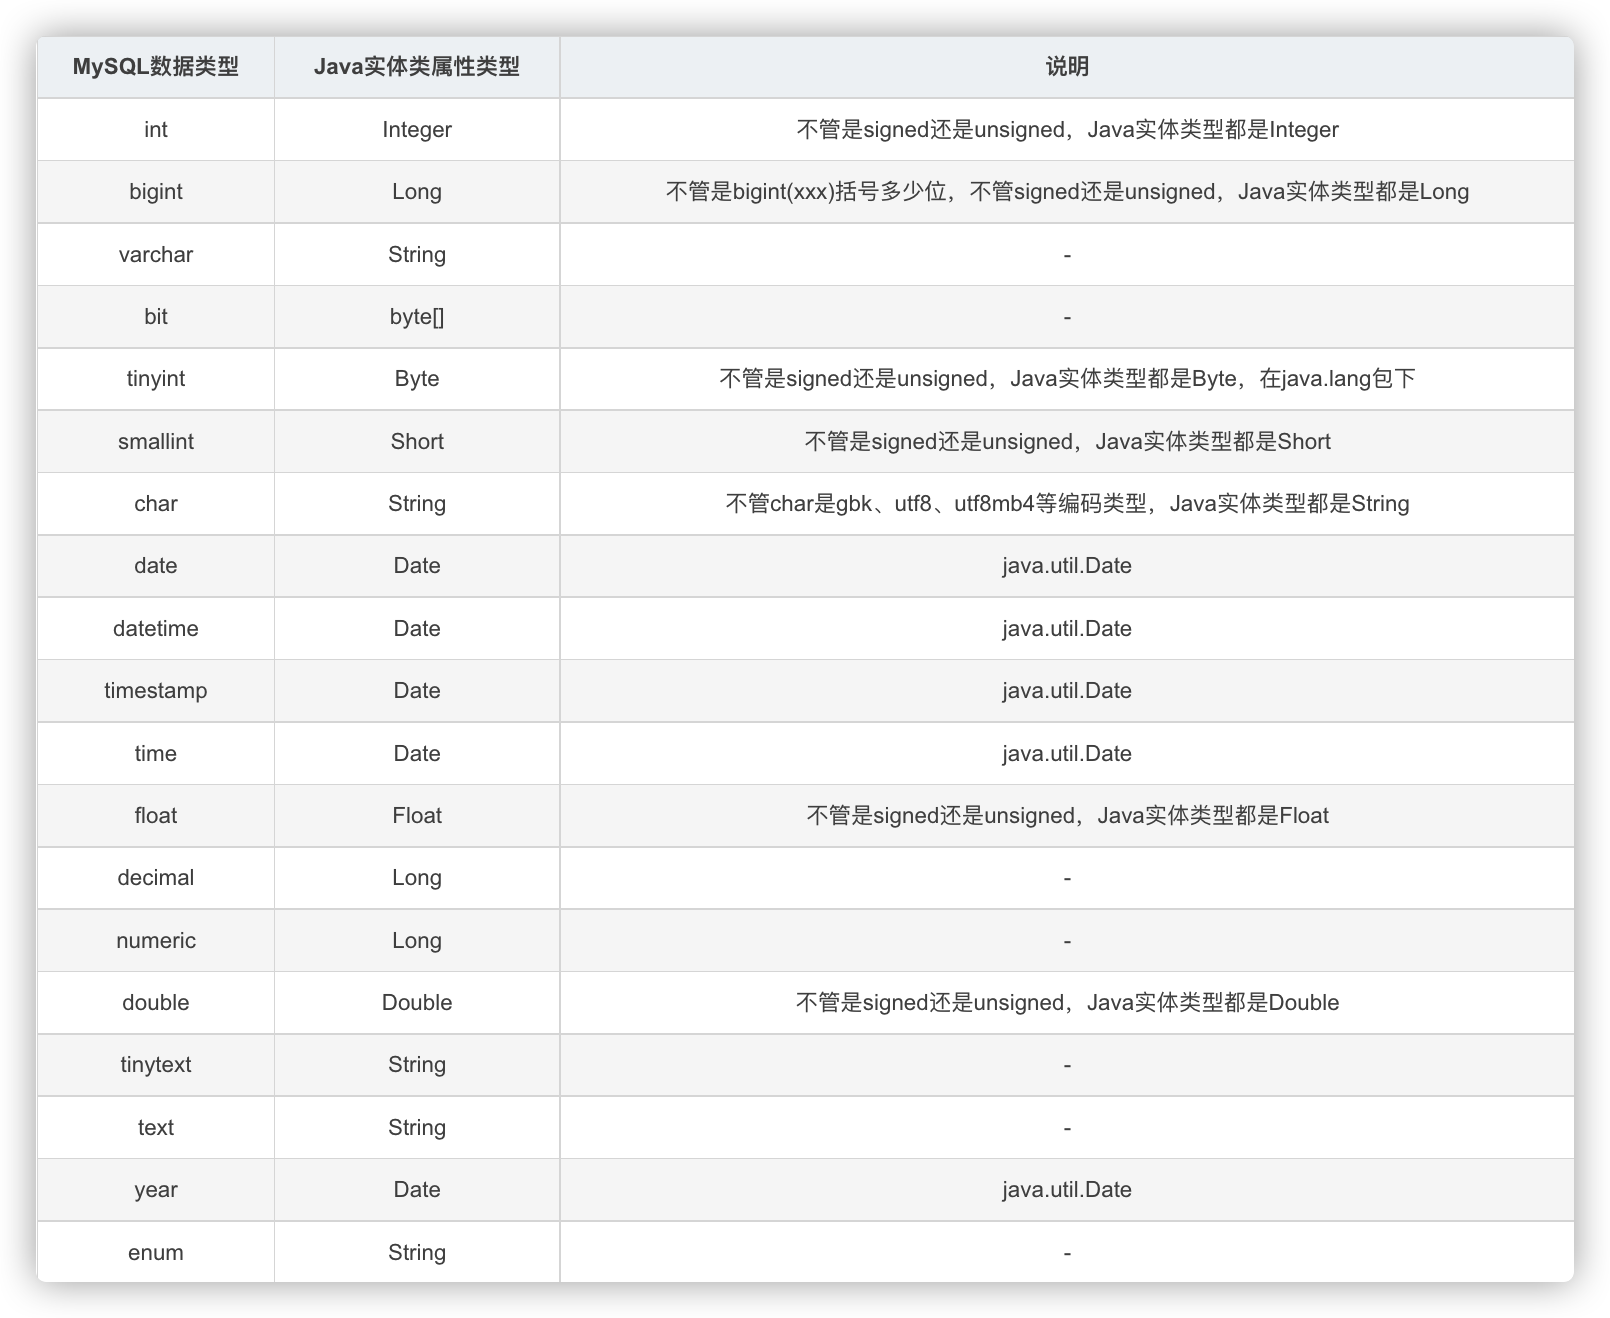 MySQL数据类型 Java实体类属性类型 说明
int Integer 不管是signed还是unsigned，Java实体类型都是Integer
bigint Long 不管是bigint(xxx)括号多少位，不管signed还是unsigned，Java实体类型都是Long
varchar String -
bit byte[] -
tinyint Byte 不管是signed还是unsigned，Java实体类型都是Byte，在java.lang包下
smallint Short 不管是signed还是unsigned，Java实体类型都是Short
char String 不管char是gbk、utf8、utf8mb4等编码类型，Java实体类型都是String
date Date java.util.Date
datetime Date java.util.Date
timestamp Date java.util.Date
time Date java.util.Date
float Float 不管是signed还是unsigned，Java实体类型都是Float
decimal Long -
numeric Long -
double Double 不管是signed还是unsigned，Java实体类型都是Double
tinytext String -
text String -
year Date java.util.Date
enum String -